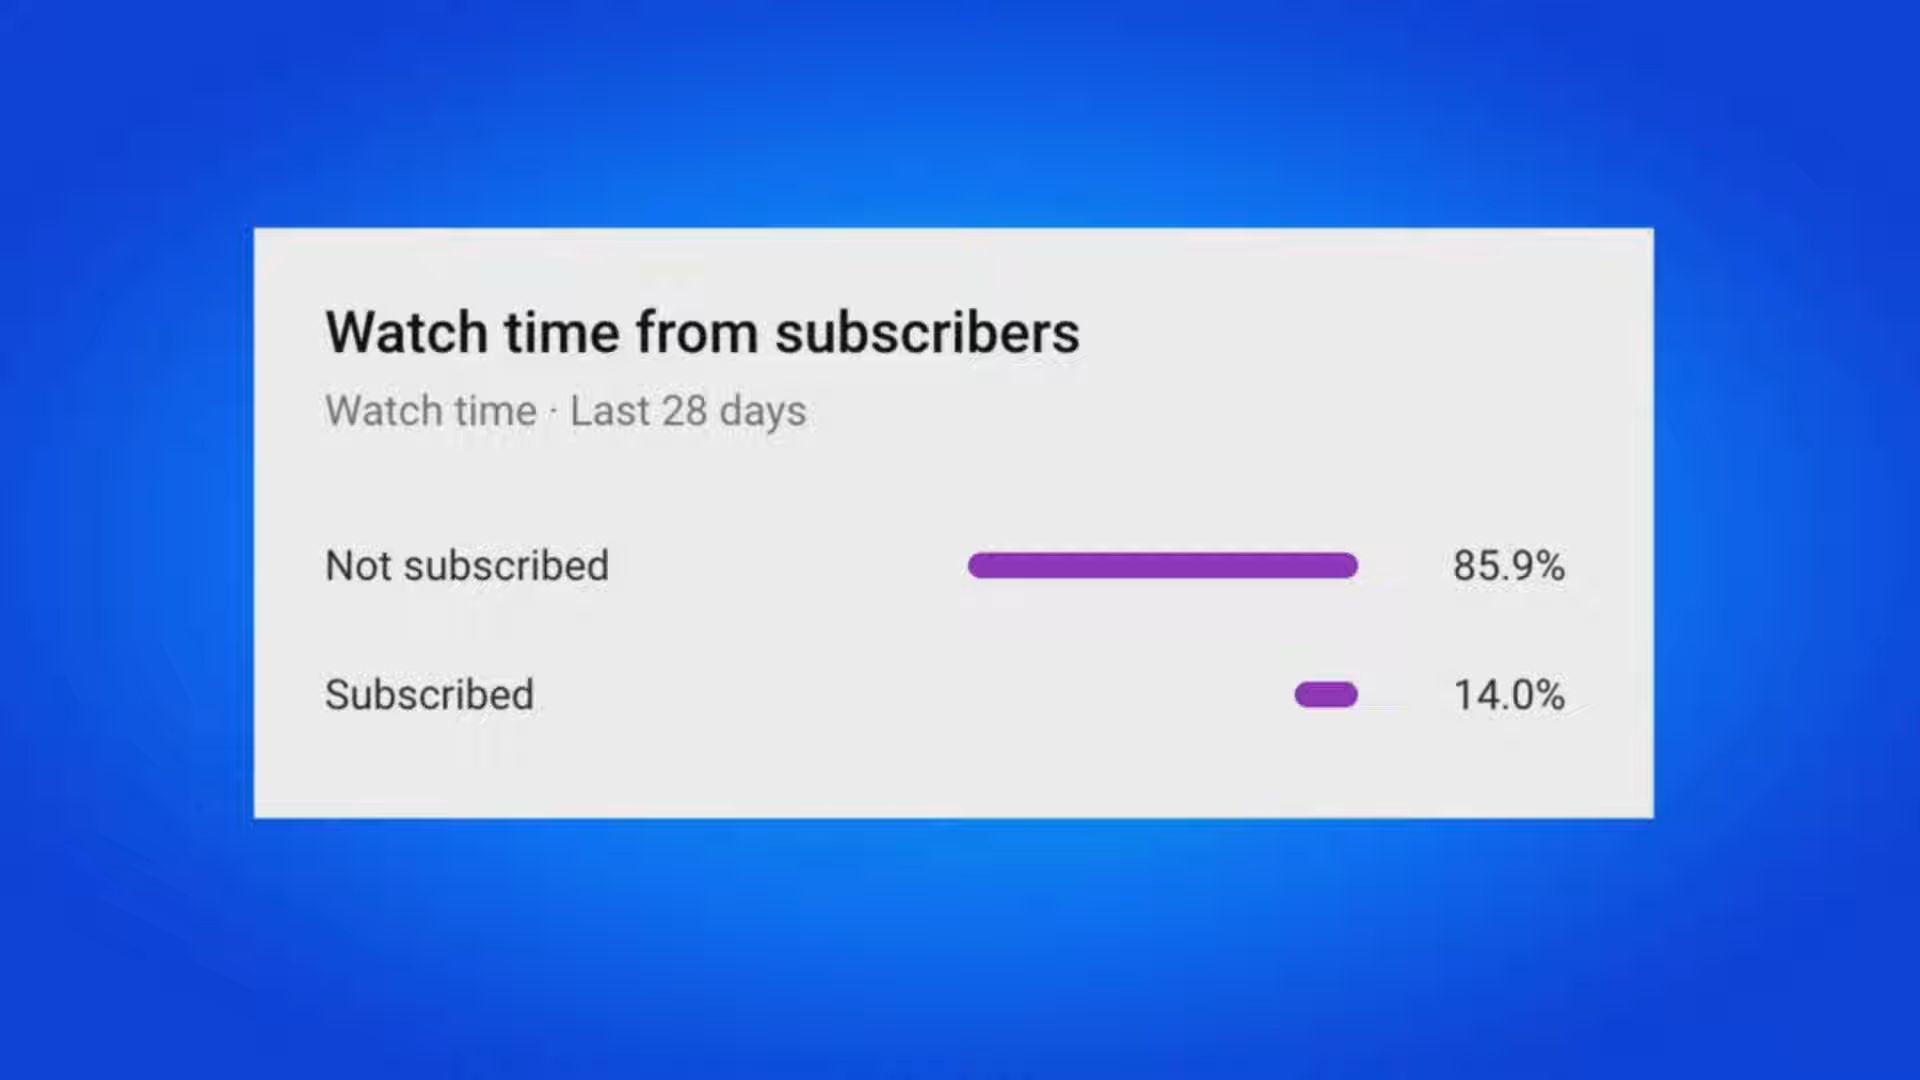 Watch time from subscribers
Watch time · Last 28 days
Not subscribed 85.9%
Subscribed 14.0%